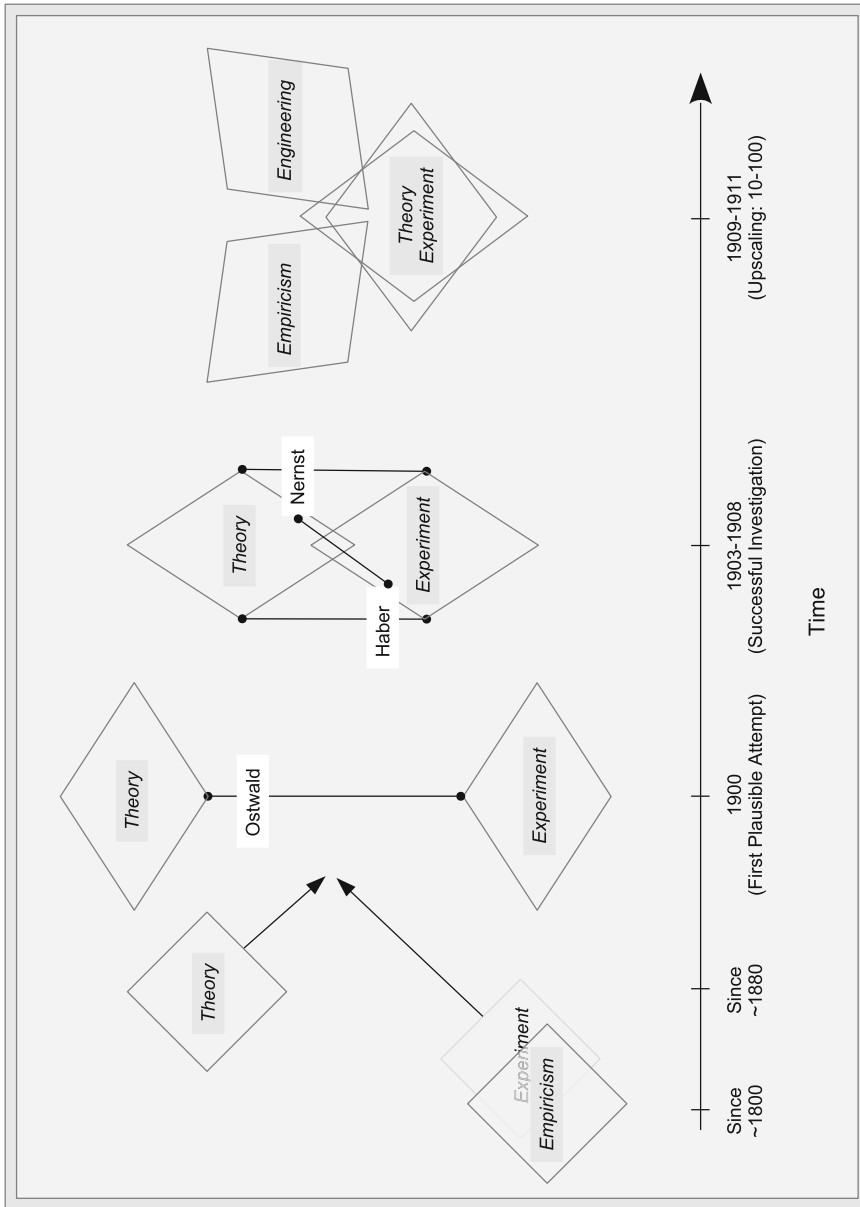 Theory
Experiment
Empiricism
Theory
Ostwald
Experiment
Theory
Nernst
Haber
Experiment
Empiricism
Engineering
Theory
Experiment
Since
~1800
Since
~1880
1900
(First Plausible Attempt)
1903-1908
(Successful Investigation)
1909-1911
(Upscaling: 10-100)
Time